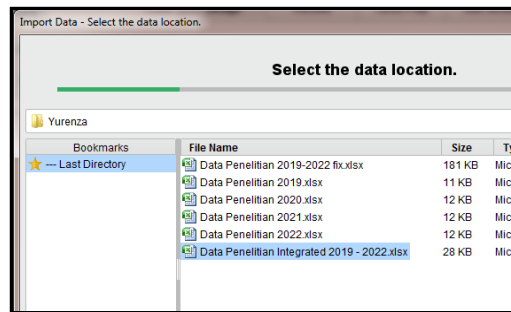 Import Data - Select the data location.
Select the data location.
Yurenza
Bookmarks File Name Size Ty
--- Last Directory Data Penelitian 2019-2022 fix.xlsx 181 KB Mic
Data Penelitian 2019.xlsx 11 KB Mic
Data Penelitian 2020.xlsx 12 KB Mic
Data Penelitian 2021.xlsx 12 KB Mic
Data Penelitian 2022.xlsx 12 KB Mic
Data Penelitian Integrated 2019 - 2022.xlsx 28 KB Mic